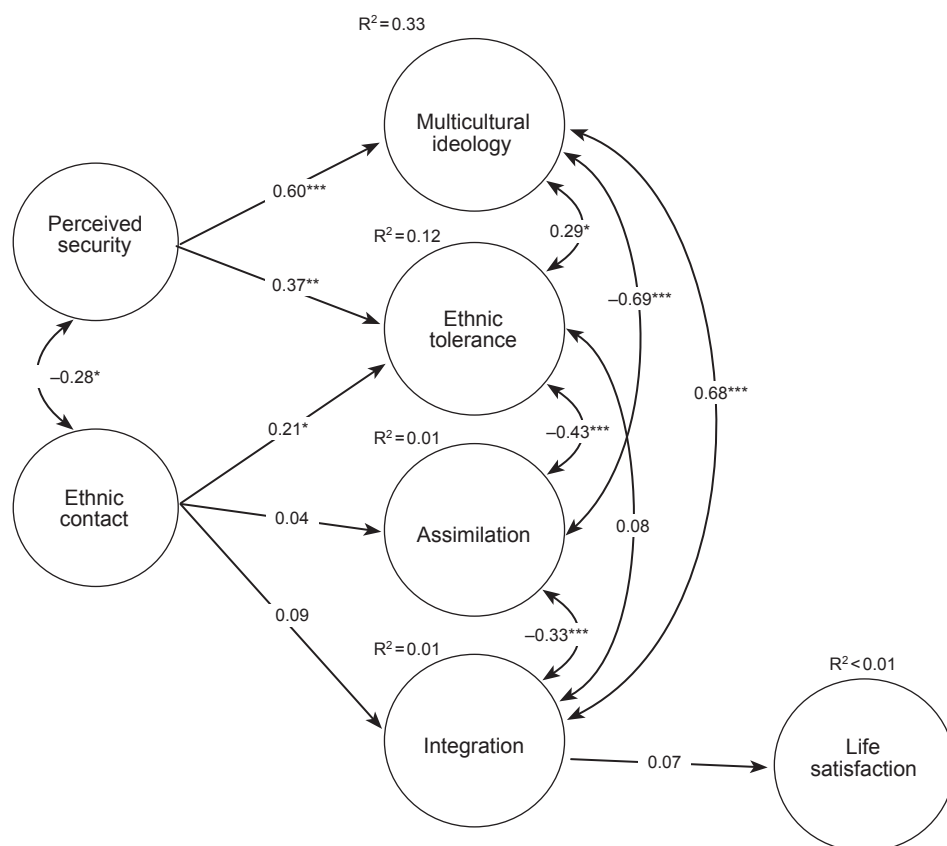 R² = 0.33
Multicultural
ideology
0.60***
Perceived
security
R² = 0.12
0.29*
0.37**
–0.69***
Ethnic
tolerance
–0.28*
0.68***
0.21*
–0.43***
R² = 0.01
Ethnic
contact
0.04
Assimilation
0.08
0.09
–0.33***
R² = 0.01
R² < 0.01
Integration
0.07
Life
satisfaction